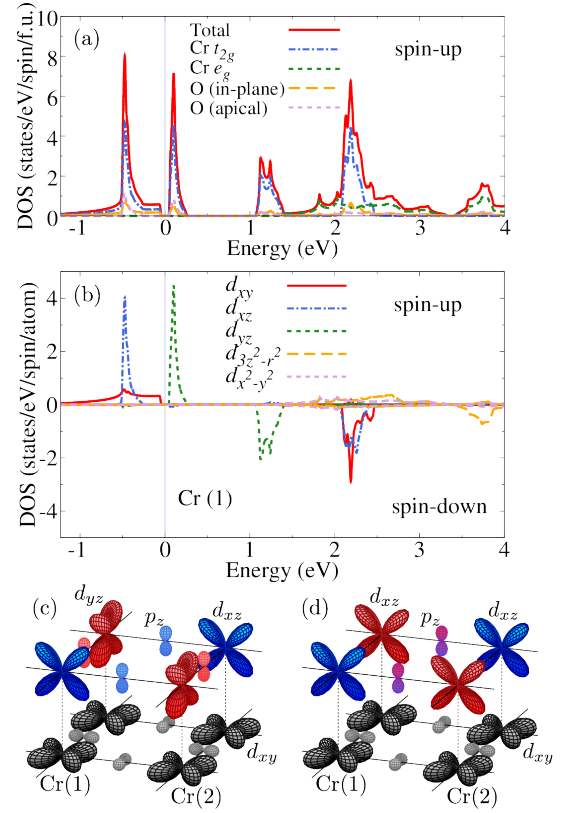 (a)
spin-up
Total
Cr t2g
Cr eg
O (in-plane)
O (apical)
DOS (states/eV/spin/f.u.)
10
8
6
4
2
0
-1 0 1 2 3 4
Energy (eV)
(b)
spin-up
dxy
dxz
dyz
d3z²-r²
dx²-y²
DOS (states/eV/spin/atom)
4
2
0
-2
-4
Cr (1)
spin-down
-1 0 1 2 3 4
Energy (eV)
(c)
dyz
pz
dxz
dxy
Cr(1)
Cr(2)
(d)
dxz
pz
dxz
dxy
Cr(1)
Cr(2)